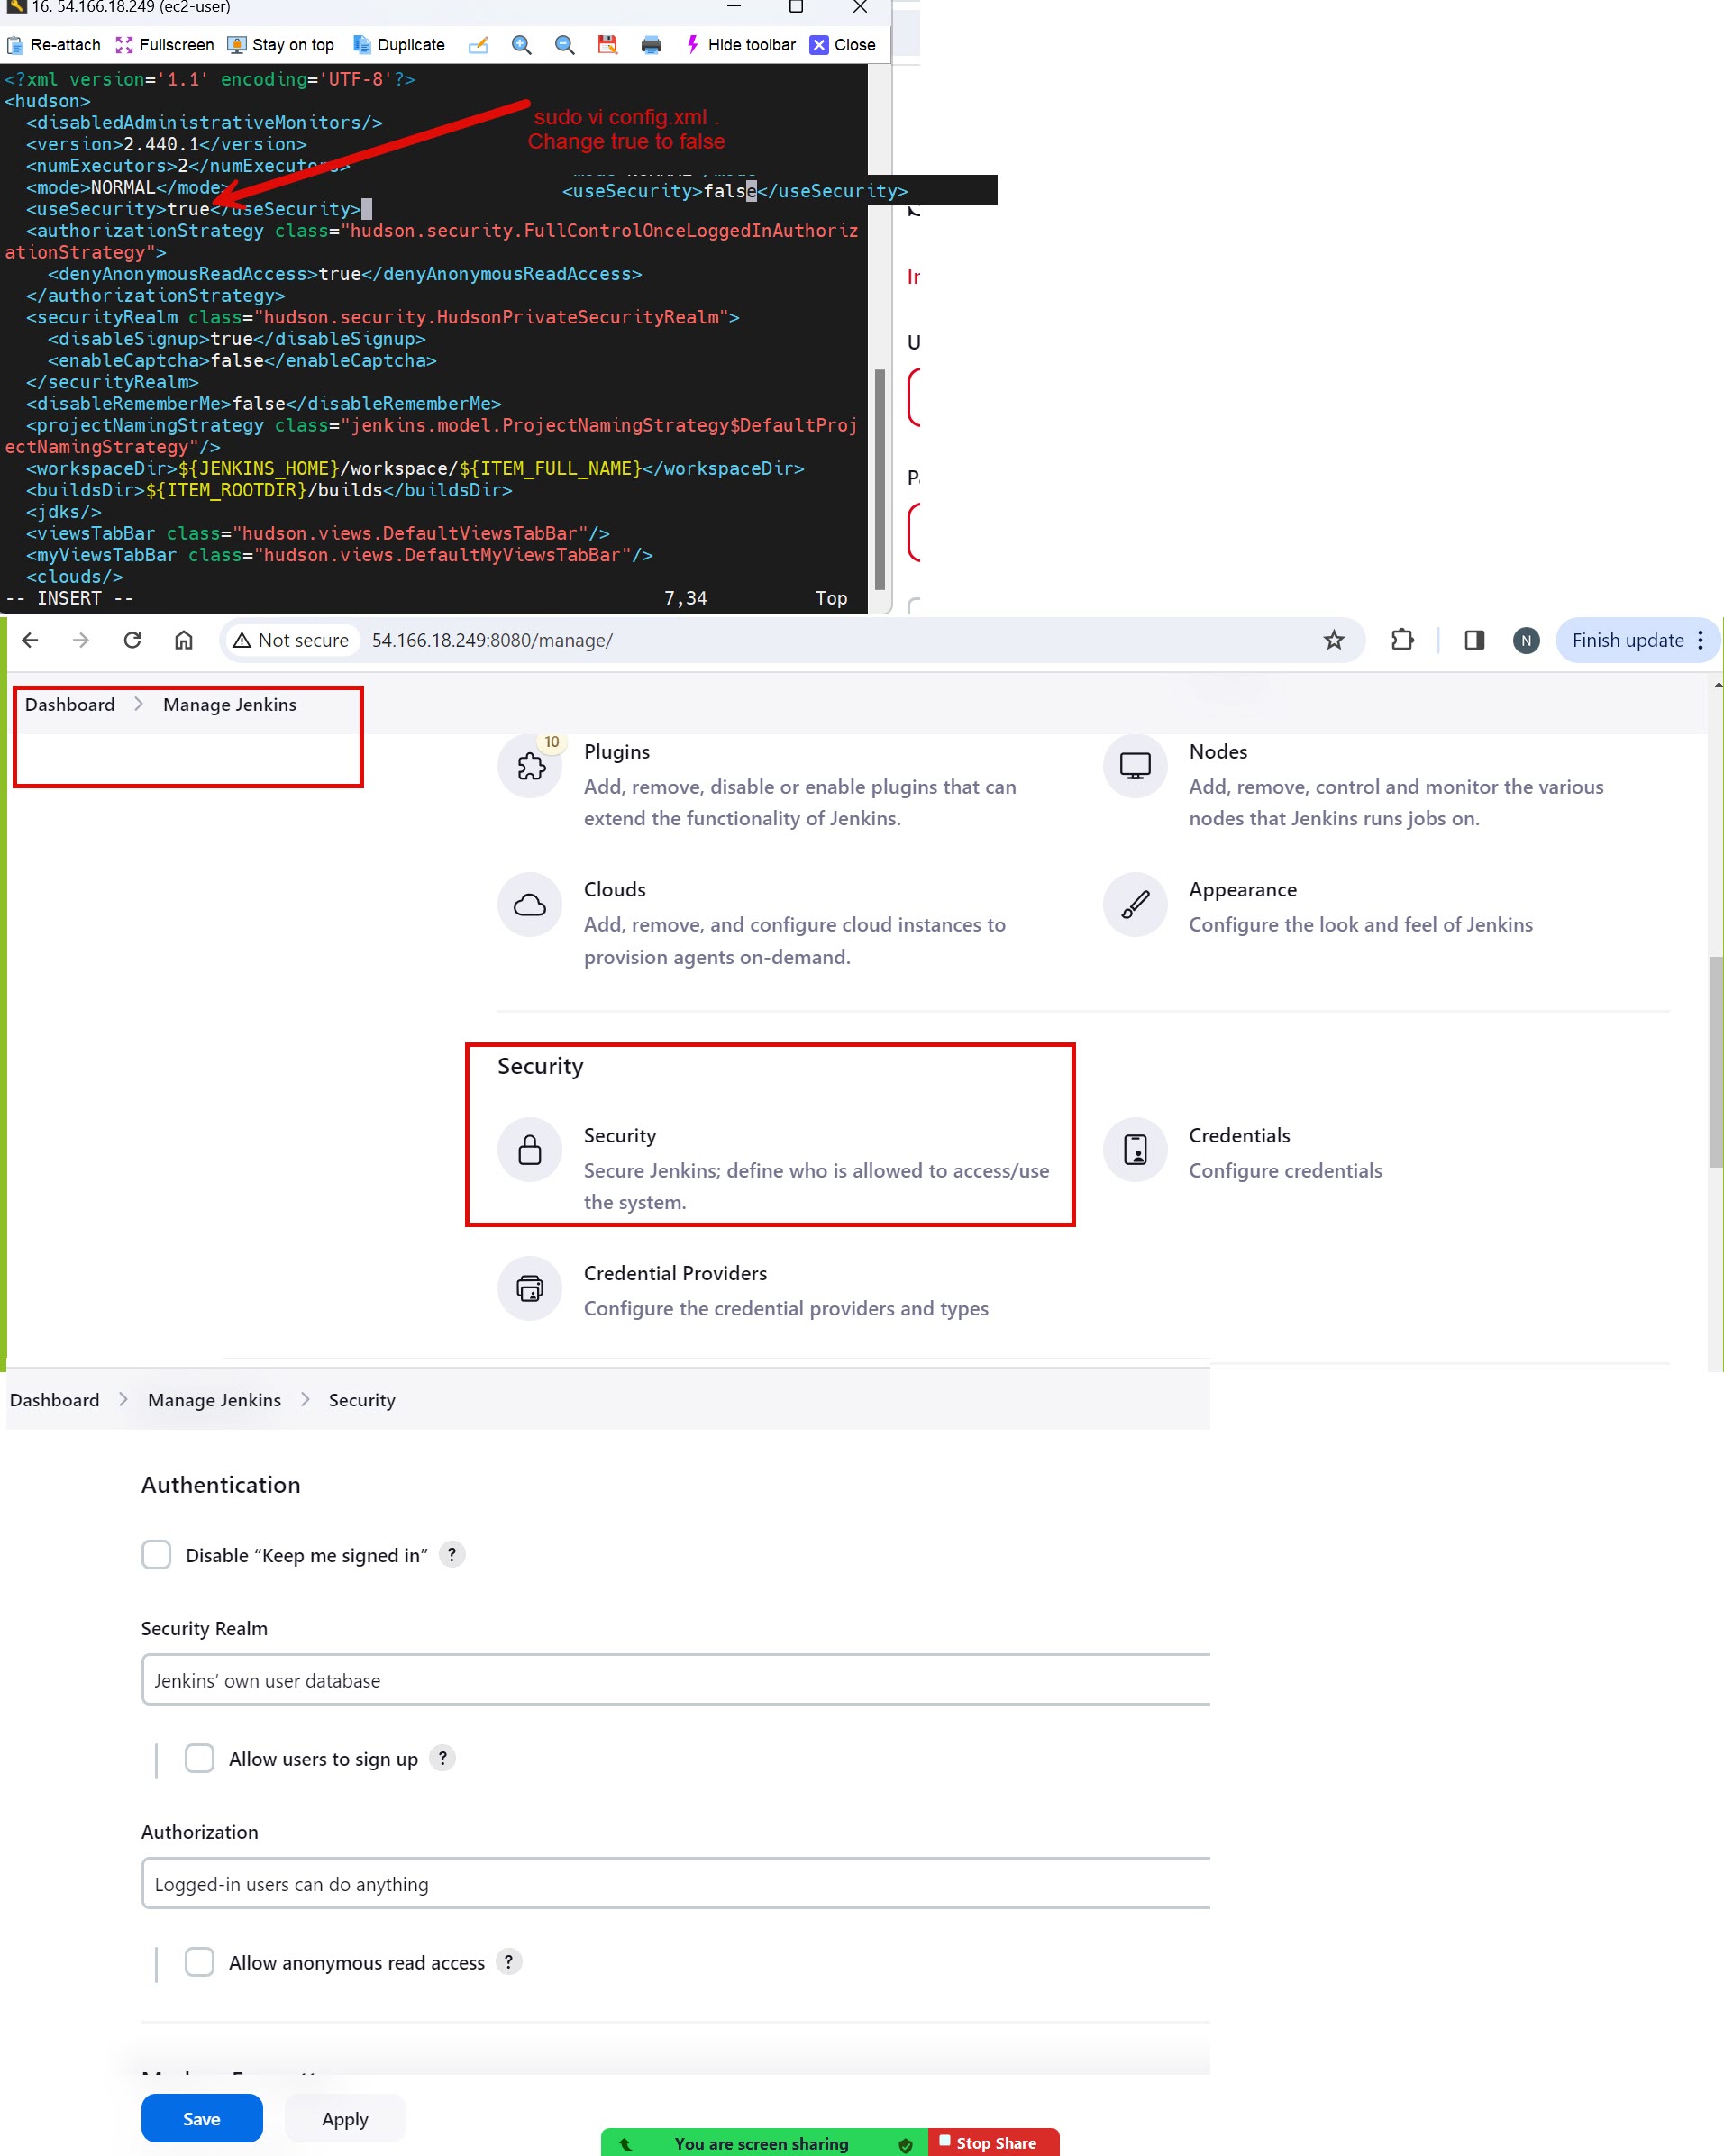 16. 54.166.18.249 (ec2-user)
Re-attach Fullscreen Stay on top Duplicate Hide toolbar Close
<?xml version='1.1' encoding='UTF-8'?>
<hudson>
<disabledAdministrativeMonitors/>
<version>2.440.1</version>
<numExecutors>2</numExecutors>
<mode>NORMAL</mode>
<useSecurity>true</useSecurity>
sudo vi config.xml .
Change true to false
<useSecurity>false</useSecurity>
<authorizationStrategy class="hudson.security.FullControlOnceLoggedInAuthoriz
ationStrategy">
<denyAnonymousReadAccess>true</denyAnonymousReadAccess>
</authorizationStrategy>
<securityRealm class="hudson.security.HudsonPrivateSecurityRealm">
<disableSignup>true</disableSignup>
<enableCaptcha>false</enableCaptcha>
</securityRealm>
<disableRememberMe>false</disableRememberMe>
<projectNamingStrategy class="jenkins.model.ProjectNamingStrategy$DefaultProj
ectNamingStrategy"/>
<workspaceDir>${JENKINS_HOME}/workspace/${ITEM_FULL_NAME}</workspaceDir>
<buildsDir>${ITEM_ROOTDIR}/builds</buildsDir>
<jdks/>
<viewsTabBar class="hudson.views.DefaultViewsTabBar"/>
<myViewsTabBar class="hudson.views.DefaultMyViewsTabBar"/>
<clouds/>
-- INSERT -- 7,34 Top
Not secure 54.166.18.249:8080/manage/ N Finish update
Dashboard Manage Jenkins
10
Plugins
Add, remove, disable or enable plugins that can
extend the functionality of Jenkins.
Nodes
Add, remove, control and monitor the various
nodes that Jenkins runs jobs on.
Clouds
Add, remove, and configure cloud instances to
provision agents on-demand.
Appearance
Configure the look and feel of Jenkins
Security
Security
Secure Jenkins; define who is allowed to access/use
the system.
Credentials
Configure credentials
Credential Providers
Configure the credential providers and types
Dashboard Manage Jenkins Security
Authentication
Disable “Keep me signed in” ?
Security Realm
Jenkins’ own user database
Allow users to sign up ?
Authorization
Logged-in users can do anything
Allow anonymous read access ?
Save Apply
You are screen sharing Stop Share